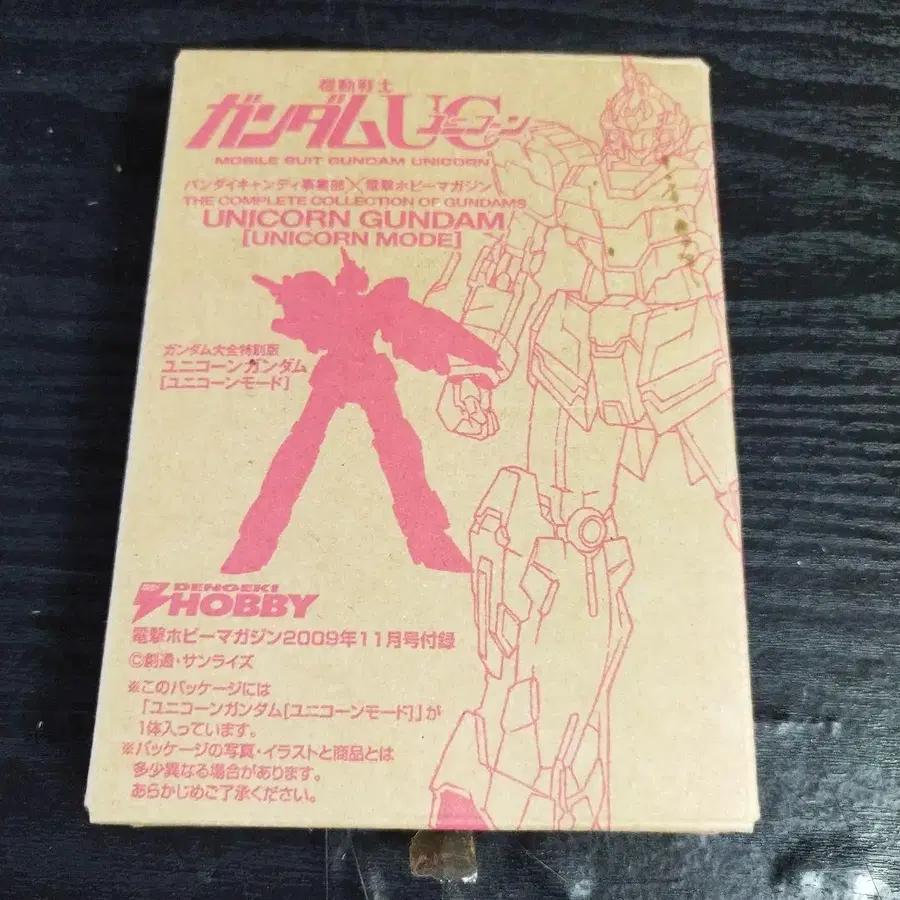 機動戦士
ガンダムUC
ユニコーン
MOBILE SUIT GUNDAM UNICORN
バンダイキャンディ事業部×電撃ホビーマガジン
THE COMPLETE COLLECTION OF GUNDAMS
UNICORN GUNDAM
[UNICORN MODE]
ガンダム大全特別版
ユニコーンガンダム
[ユニコーンモード]
DENGEKI
HOBBY
電撃ホビーマガジン2009年11月号付録
©創通・サンライズ
※このパッケージには
「ユニコーンガンダム[ユニコーンモード]」が
1体入っています。
※パッケージの写真・イラストと商品とは
多少異なる場合があります。
あらかじめご了承ください。